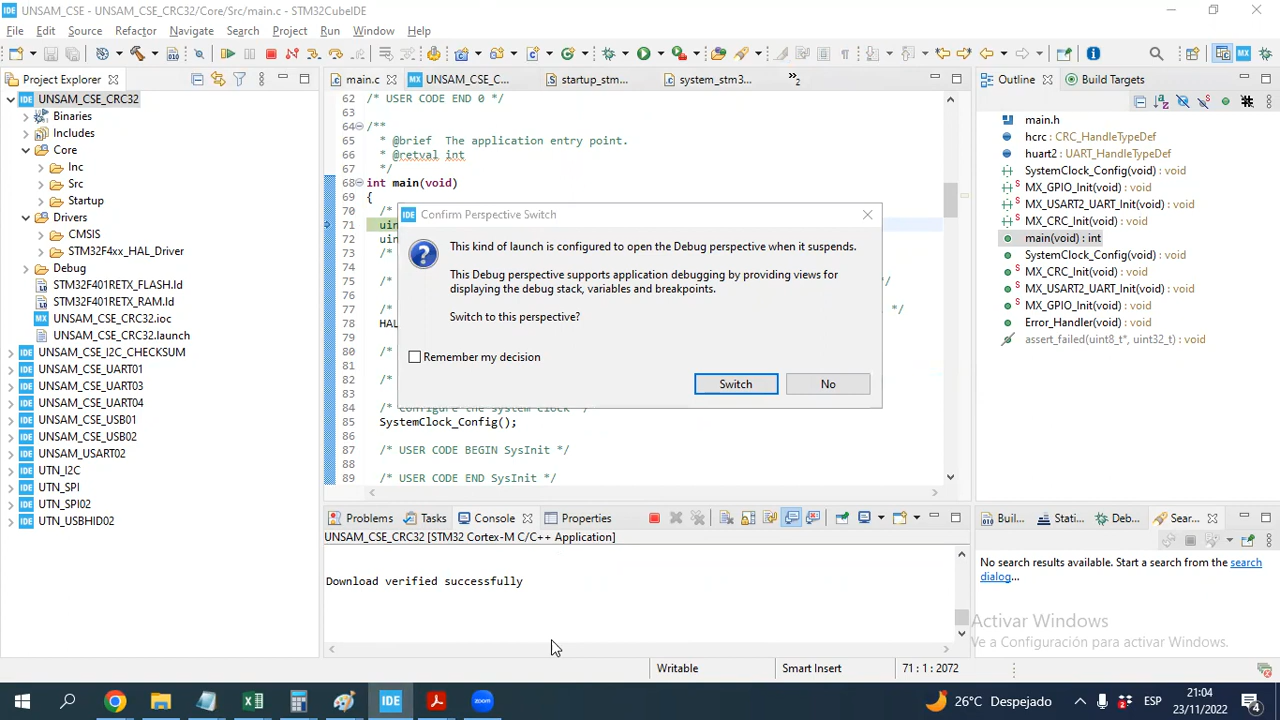 UNSAM_CSE - UNSAM_CSE_CRC32/Core/Src/main.c - STM32CubeIDE
File Edit Source Refactor Navigate Search Project Run Window Help
Project Explorer
main.c
UNSAM_CSE_C...
startup_stm...
system_stm3...
»2
Outline
Build Targets
UNSAM_CSE_CRC32
Binaries
Includes
Core
Inc
Src
Startup
Drivers
CMSIS
STM32F4xx_HAL_Driver
Debug
STM32F401RETX_FLASH.ld
STM32F401RETX_RAM.ld
UNSAM_CSE_CRC32.ioc
UNSAM_CSE_CRC32.launch
UNSAM_CSE_I2C_CHECKSUM
UNSAM_CSE_UART01
UNSAM_CSE_UART03
UNSAM_CSE_UART04
UNSAM_CSE_USB01
UNSAM_CSE_USB02
UNSAM_USART02
UTN_I2C
UTN_SPI
UTN_SPI02
UTN_USBHID02
62 /* USER CODE END 0 */
63
64 /**
65 * @brief The application entry point.
66 * @retval int
67 */
68 int main(void)
69 {
70 /*
71 uin
72 uin
73 /*
74
75 /* */
76
77 /* */
78 HAL
79
80 /*
81
82 /*
83
84 /* Configure the system clock */
85 SystemClock_Config();
86
87 /* USER CODE BEGIN SysInit */
88
89 /* USER CODE END SysInit */
Confirm Perspective Switch
This kind of launch is configured to open the Debug perspective when it suspends.
This Debug perspective supports application debugging by providing views for
displaying the debug stack, variables and breakpoints.
Switch to this perspective?
Remember my decision
Switch
No
main.h
hcrc : CRC_HandleTypeDef
huart2 : UART_HandleTypeDef
SystemClock_Config(void) : void
MX_GPIO_Init(void) : void
MX_USART2_UART_Init(void) : void
MX_CRC_Init(void) : void
main(void) : int
SystemClock_Config(void) : void
MX_CRC_Init(void) : void
MX_USART2_UART_Init(void) : void
MX_GPIO_Init(void) : void
Error_Handler(void) : void
assert_failed(uint8_t*, uint32_t) : void
Problems
Tasks
Console
Properties
UNSAM_CSE_CRC32 [STM32 Cortex-M C/C++ Application]
Download verified successfully
Buil...
Stati...
Deb...
Sear...
No search results available. Start a search from the search
dialog...
Activar Windows
Ve a Configuración para activar Windows.
Writable
Smart Insert
71 : 1 : 2072
IDE
zoom
26°C Despejado
ESP
21:04
23/11/2022
4